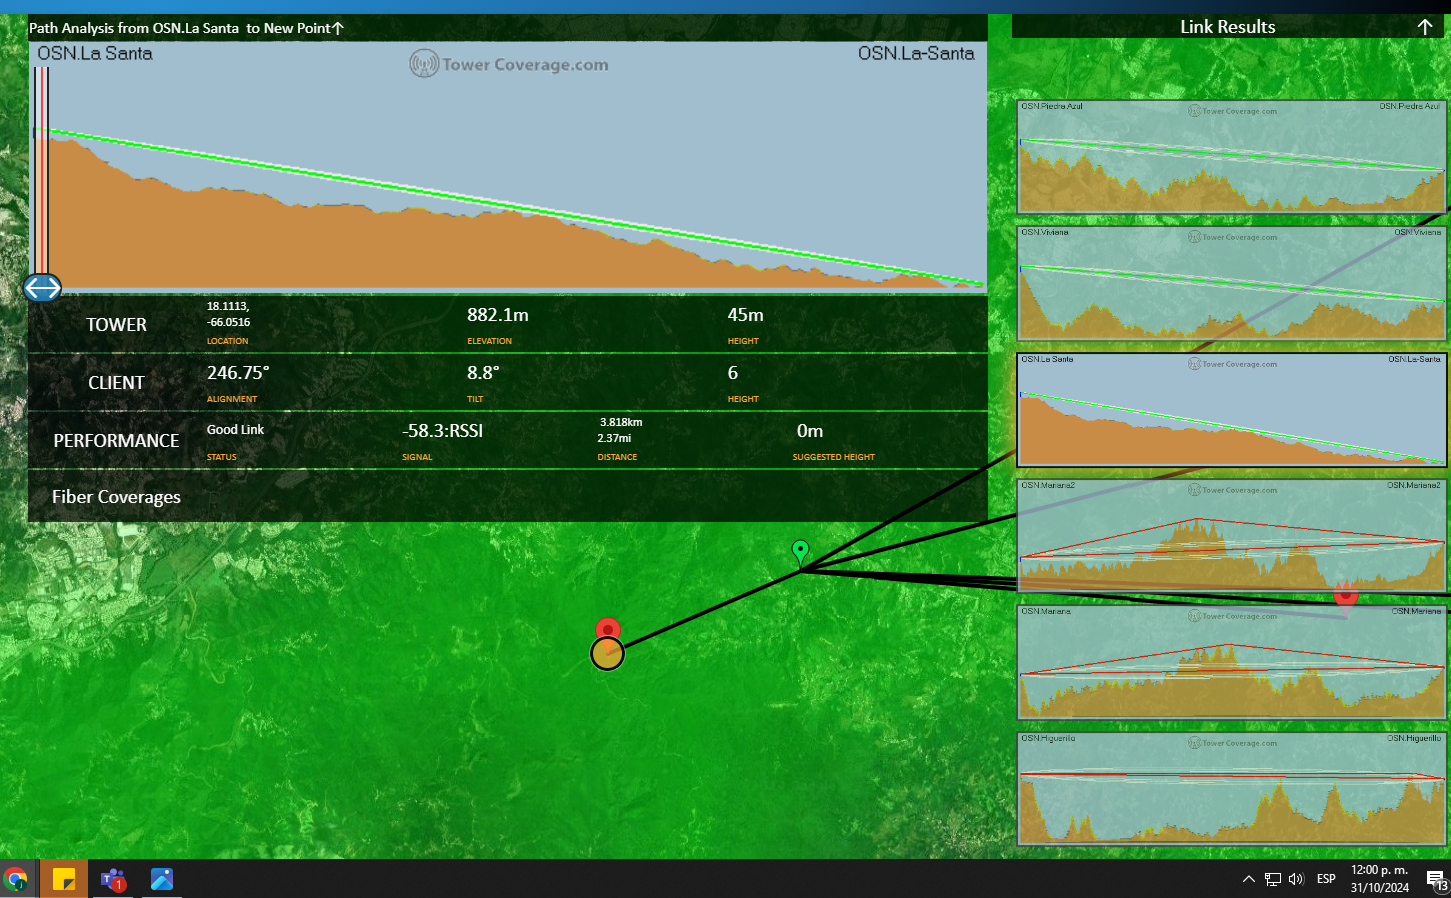 Path Analysis from OSN.La Santa to New Point↑
OSN.La Santa
Tower Coverage.com
OSN.La-Santa
TOWER
18.1113,
-66.0516
LOCATION
882.1m
ELEVATION
45m
HEIGHT
CLIENT
246.75°
ALIGNMENT
8.8°
TILT
6
HEIGHT
PERFORMANCE
Good Link
STATUS
-58.3:RSSI
SIGNAL
3.818km
2.37mi
DISTANCE
0m
SUGGESTED HEIGHT
Fiber Coverages
Link Results ↑
OSN.Piedra Azul
Tower Coverage.com
OSN.Piedra Azul
OSN.Viviana
Tower Coverage.com
OSN.Viviana
OSN.La Santa
Tower Coverage.com
OSN.La-Santa
OSN.Mariana2
Tower Coverage.com
OSN.Mariana2
OSN.Mariana
Tower Coverage.com
OSN.Mariana
OSN.Higuerillo
Tower Coverage.com
OSN.Higuerillo
T
1
ESP
12:00 p. m.
31/10/2024
13